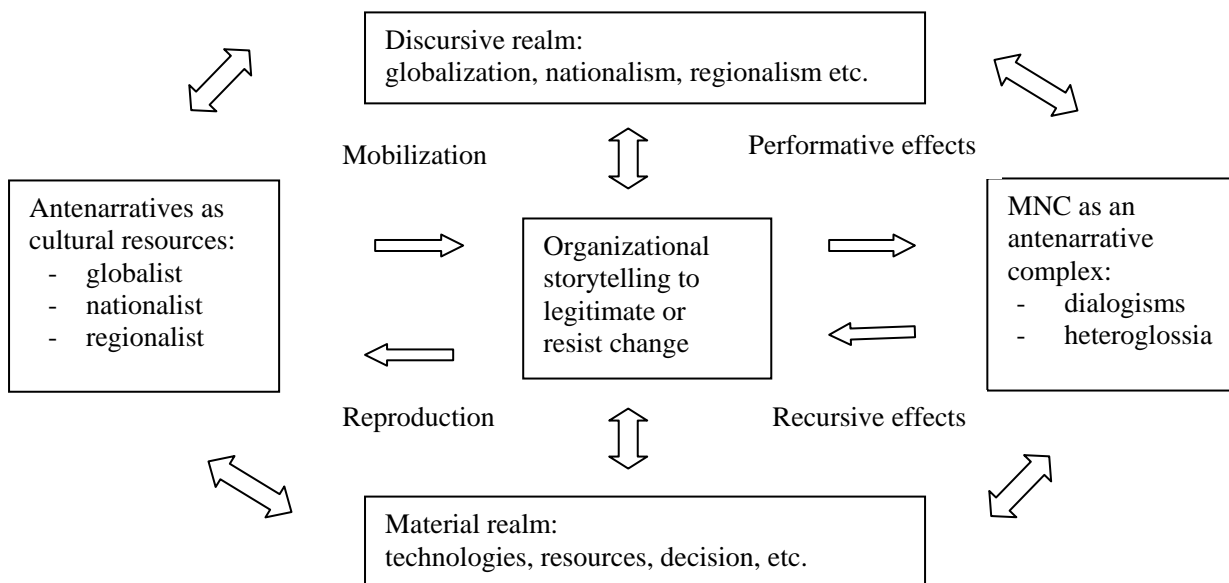 Discursive realm:
globalization, nationalism, regionalism etc.
Mobilization
Performative effects
Antenarratives as
cultural resources:
- globalist
- nationalist
- regionalist
Organizational
storytelling to
legitimate or
resist change
MNC as an
antenarrative
complex:
- dialogisms
- heteroglossia
Reproduction
Recursive effects
Material realm:
technologies, resources, decision, etc.